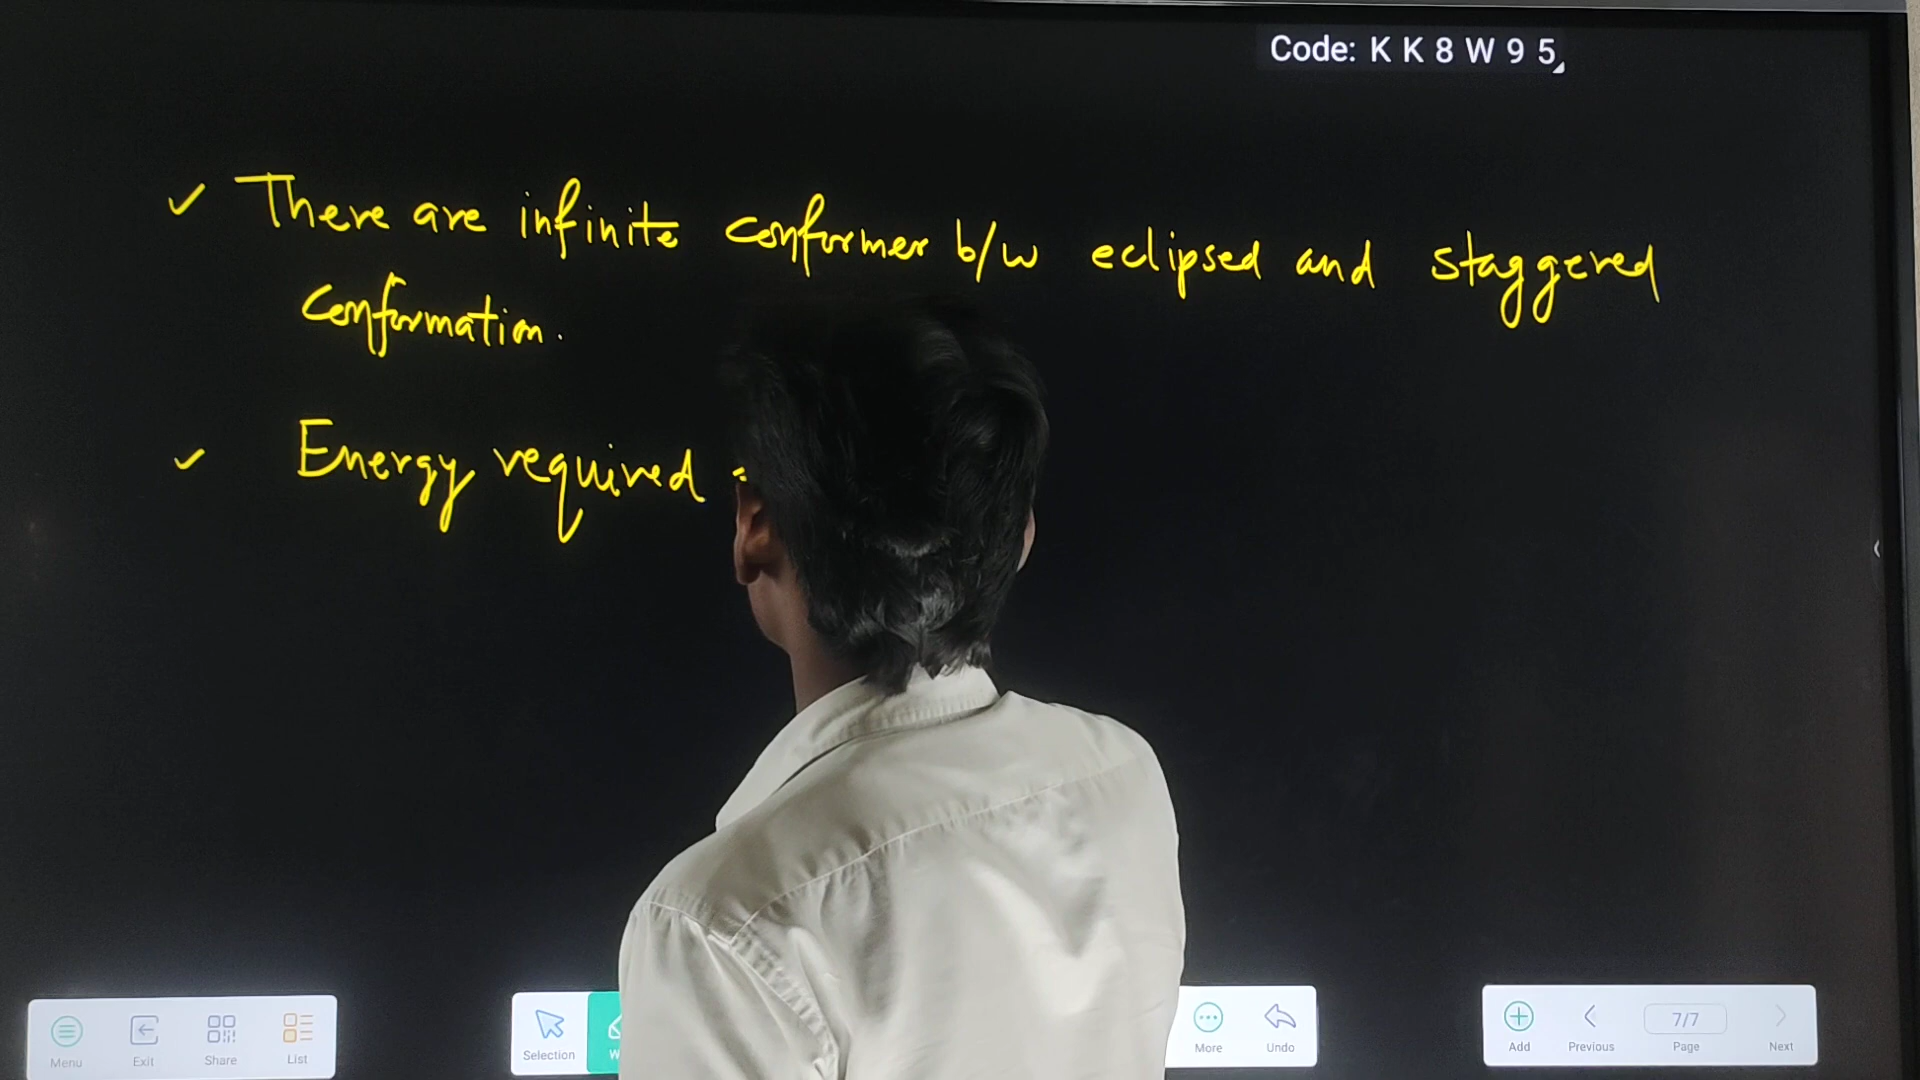 Code: K K 8 W 9 5
✓ There are infinite conformer b/w eclipsed and staggered
conformation.
✓ Energy required
Menu Exit Share List Selection More Undo Add Previous 7/7 Page Next